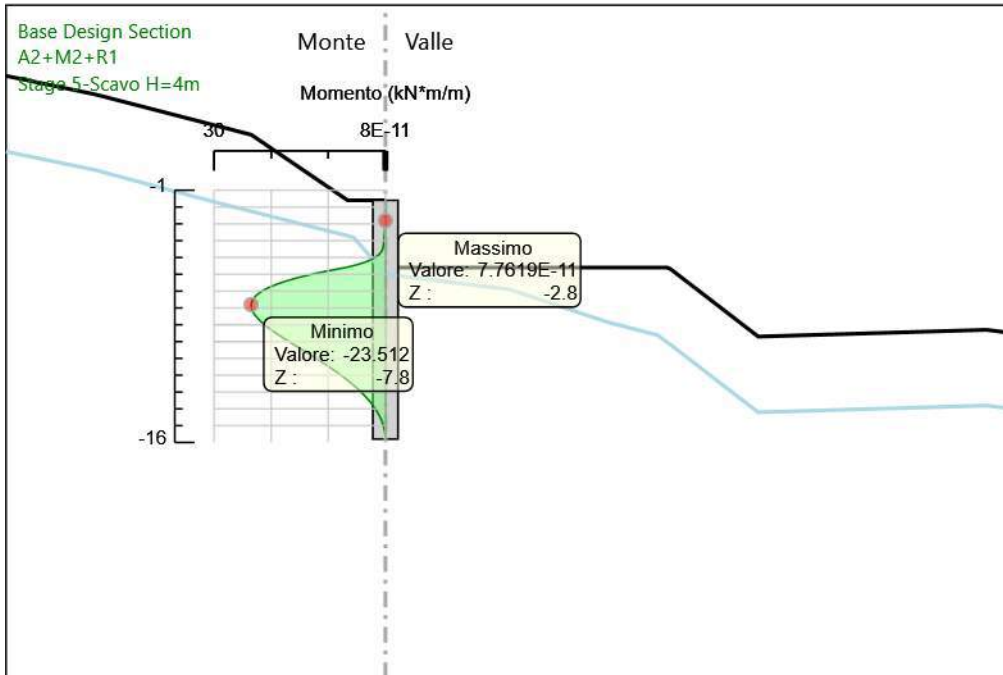 Base Design Section
A2+M2+R1
Stage 5-Scavo H=4m
Monte Valle
Momento (kN*m/m)
30 8E-11
-1
Massimo
Valore: 7.7619E-11
Z : -2.8
Minimo
Valore: -23.512
Z : -7.8
-16